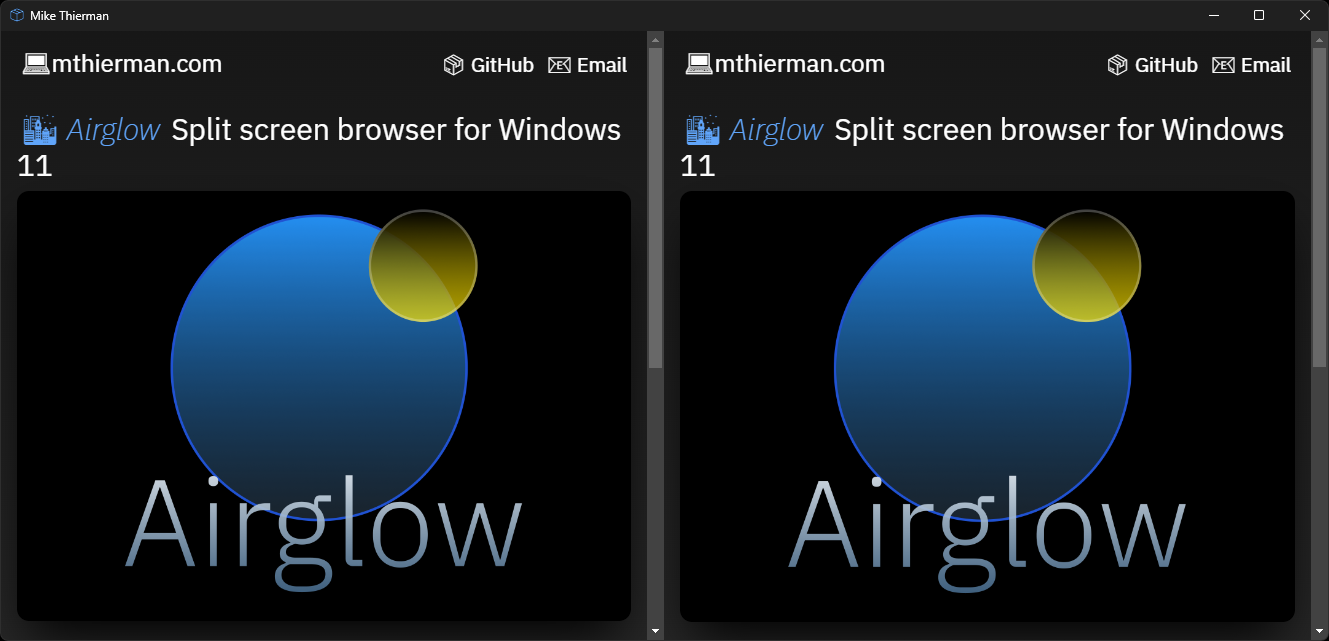 Mike Thierman
mthierman.com GitHub Email
Airglow Split screen browser for Windows
11
Airglow
mthierman.com GitHub Email
Airglow Split screen browser for Windows
11
Airglow